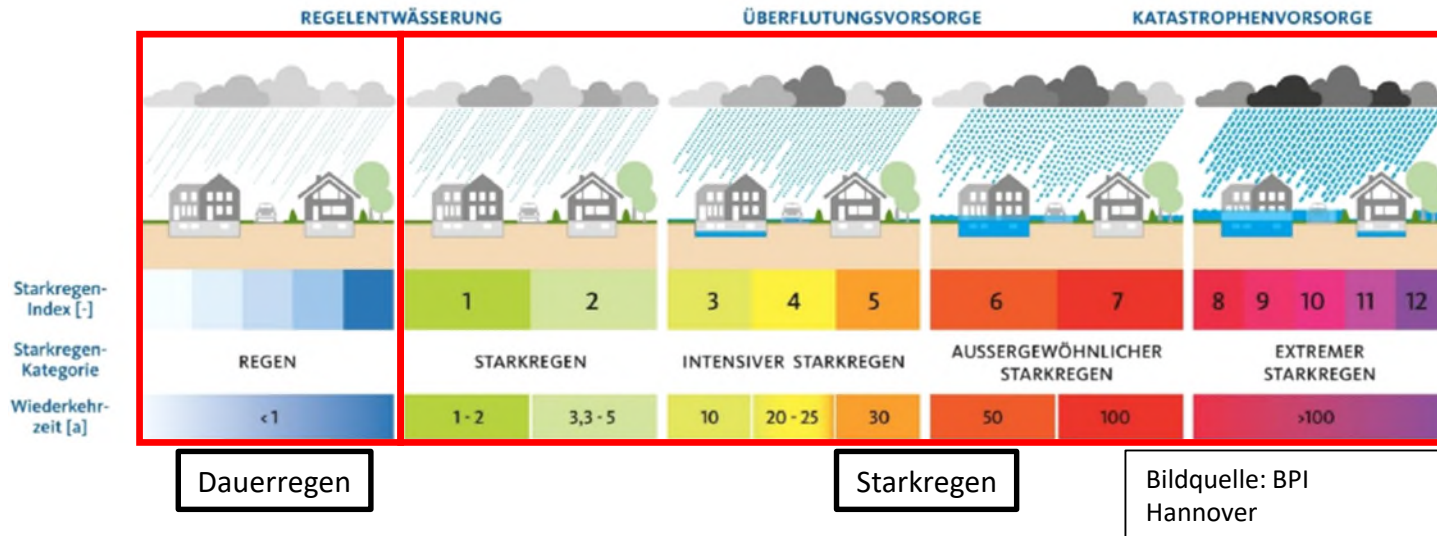 REGELENTWÄSSERUNG ÜBERFLUTUNGSVORSORGE KATASTROPHENVORSORGE
Starkregen-
Index [-]
1 2 3 4 5 6 7 8 9 10 11 12
Starkregen-
Kategorie
REGEN
STARKREGEN
INTENSIVER STARKREGEN
AUSSERGEWÖHNLICHER
STARKREGEN
EXTREMER
STARKREGEN
Wiederkehr-
zeit [a]
<1 1 - 2 3,3 - 5 10 20 - 25 30 50 100 >100
Dauerregen
Starkregen
Bildquelle: BPI
Hannover